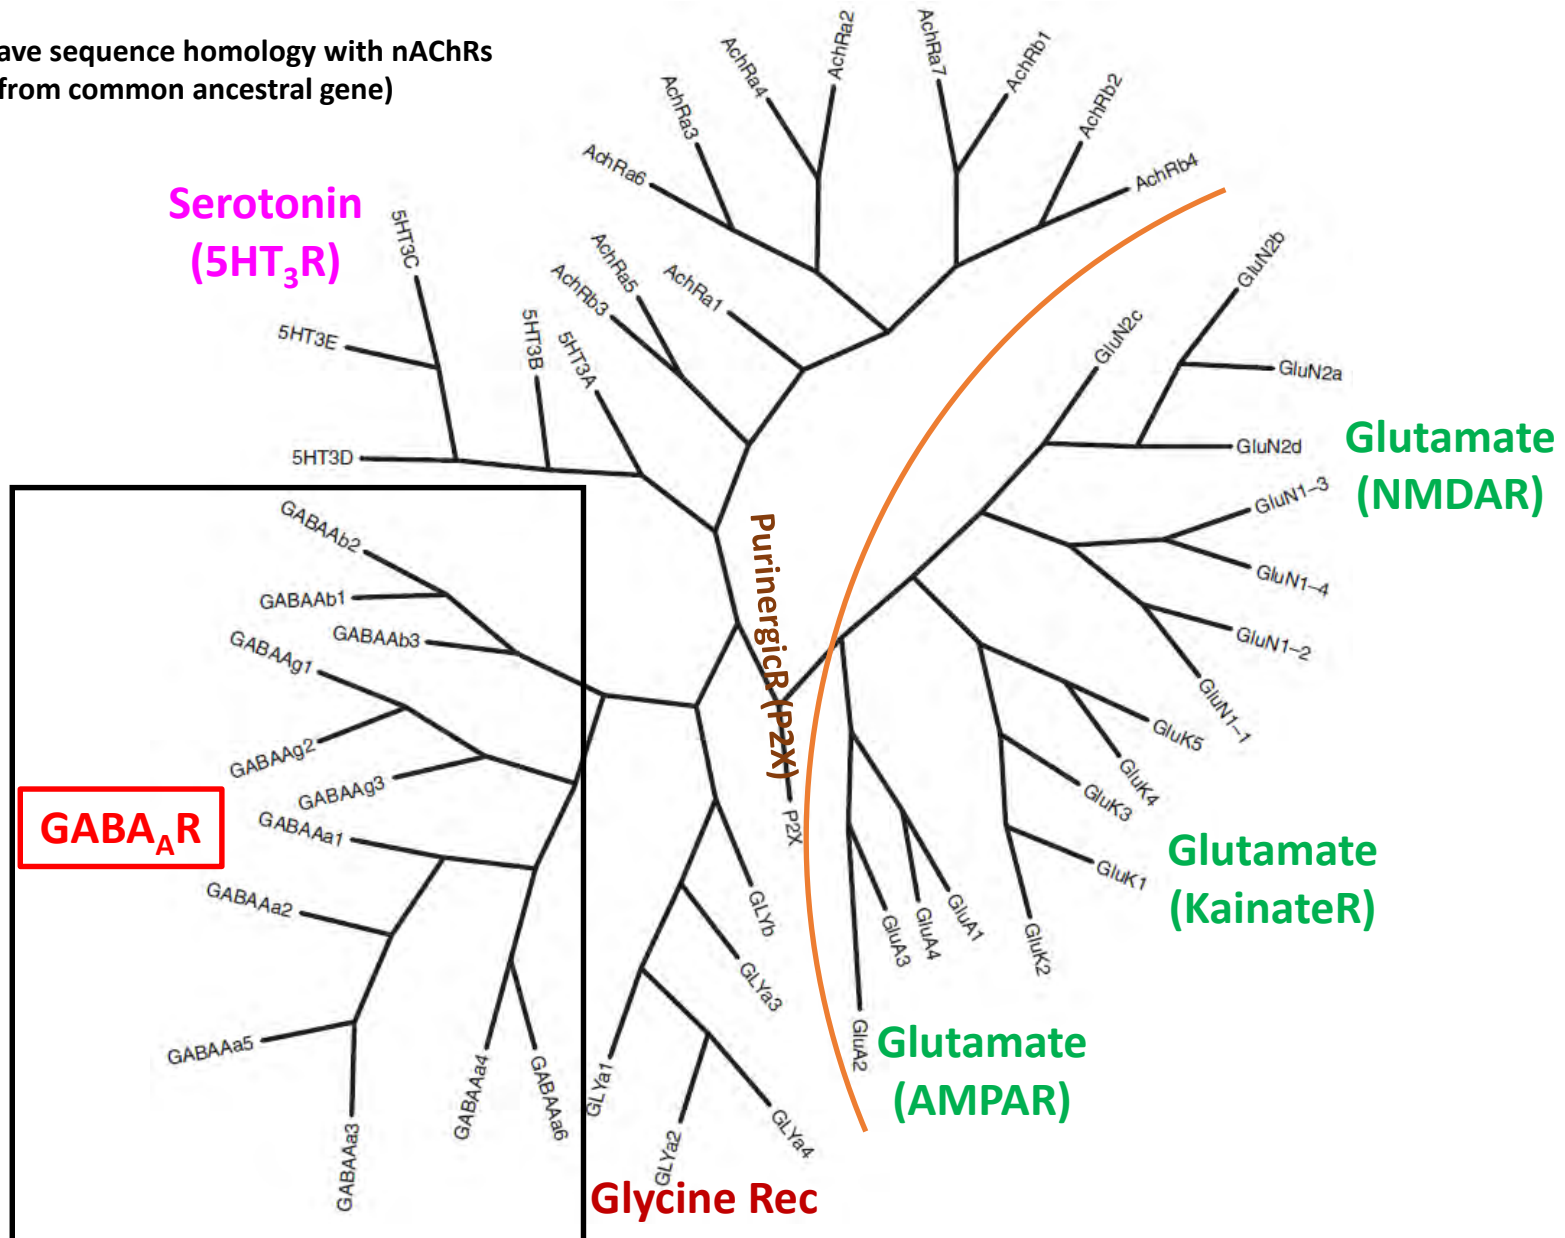 ave sequence homology with nAChRs
from common ancestral gene)
Serotonin
(5HT3R)
5HT3C
5HT3E
5HT3B
5HT3A
5HT3D
AchRb3
AchRa5
AchRa1
AchRa6
AchRa3
AchRa4
AchRa2
AchRa7
AchRb1
AchRb2
AchRb4
GluN2b
GluN2c
GluN2a
GluN2d
Glutamate
(NMDAR)
GluN1–3
GluN1–4
GluN1–2
GluN1–1
GluK5
GluK4
GluK3
GluK1
GluK2
Glutamate
(KainateR)
GluA1
GluA4
GluA3
GluA2
Glutamate
(AMPAR)
PurinergicR (P2X)
P2X
GLYb
GLYa3
GLYa4
GLYa2
GLYa1
Glycine Rec
GABAAb2
GABAAb1
GABAAb3
GABAAg1
GABAAg2
GABAAg3
GABAAR
GABAAa1
GABAAa2
GABAAa5
GABAAa3
GABAAa4
GABAAa6